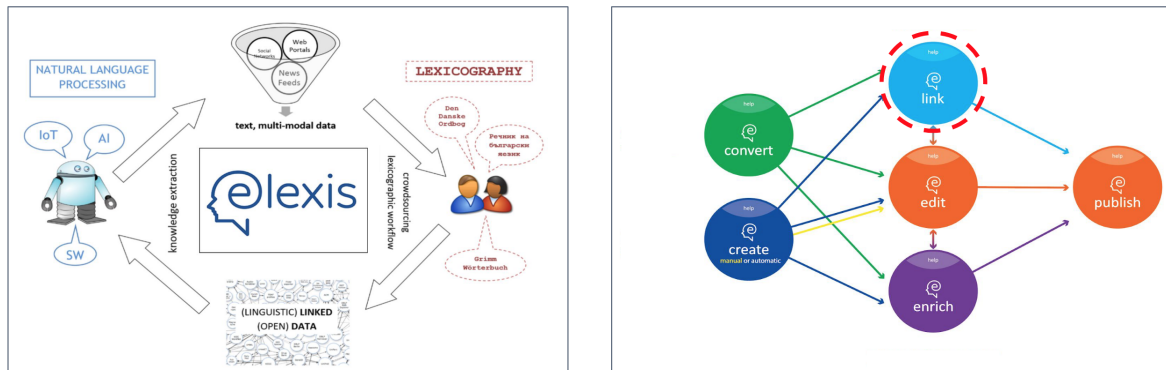 NATURAL LANGUAGE
PROCESSING
Social
Networks
Web
Portals
News
Feeds
text, multi-modal data
LEXICOGRAPHY
IoT
AI
SW
Den
Danske
Ordbog
Речник на
български
език
Grimm
Wörterbuch
knowledge extraction
elexis
crowdsourcing
lexicographic workflow
(LINGUISTIC) LINKED
(OPEN) DATA
help
link
help
convert
help
edit
help
publish
help
create
manual or automatic
help
enrich